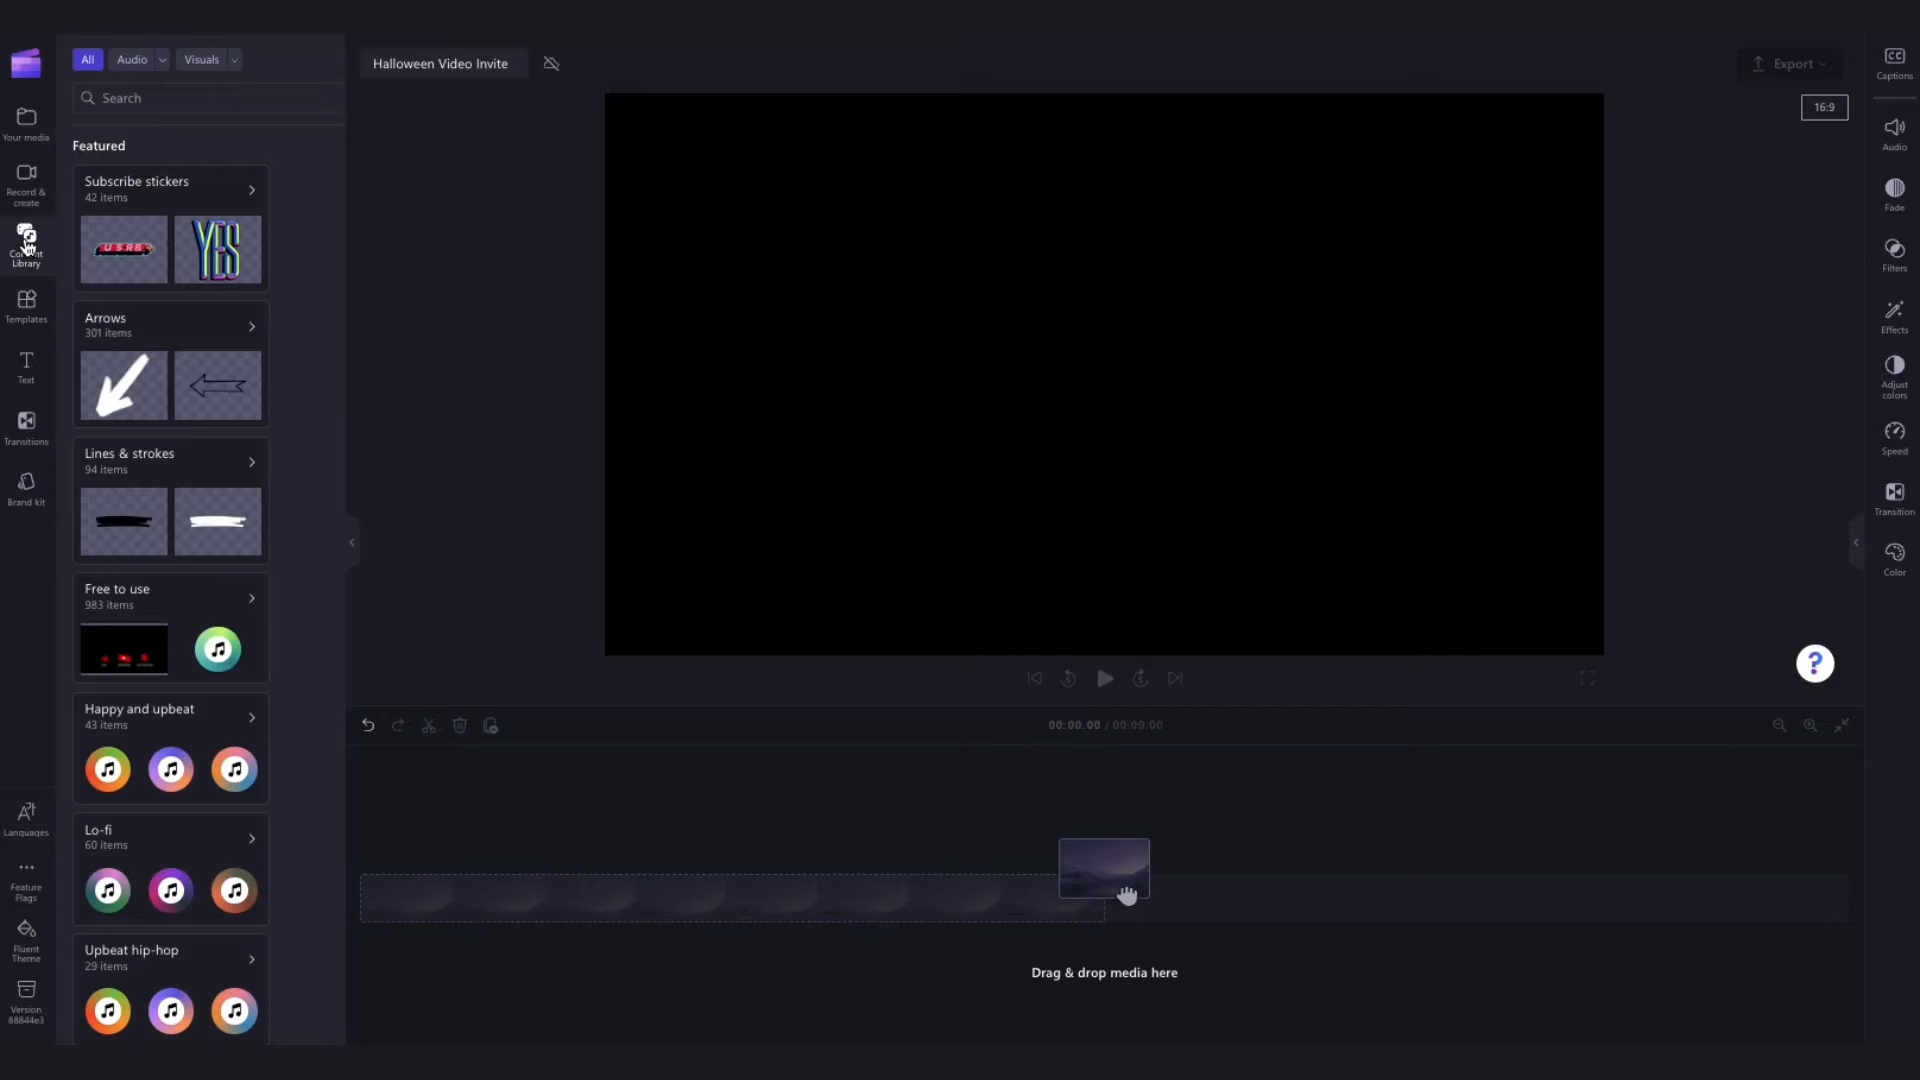 All
Audio
Visuals
Search
Featured
Subscribe stickers
42 items
YES
Arrows
301 items
Lines & strokes
94 items
Free to use
983 items
Happy and upbeat
43 items
Lo-fi
60 items
Upbeat hip-hop
29 items
Your media
Record &
create
Library
Templates
Text
Transitions
Brand kit
Languages
Feature
Flags
Fluent
Theme
Version
88844e3
Halloween Video Invite
Export
16:9
5
5
?
00:00.00 / 00:00.00
Drag & drop media here
CC
Captions
Audio
Fade
Filters
Effects
Adjust
colors
Speed
Transition
Color